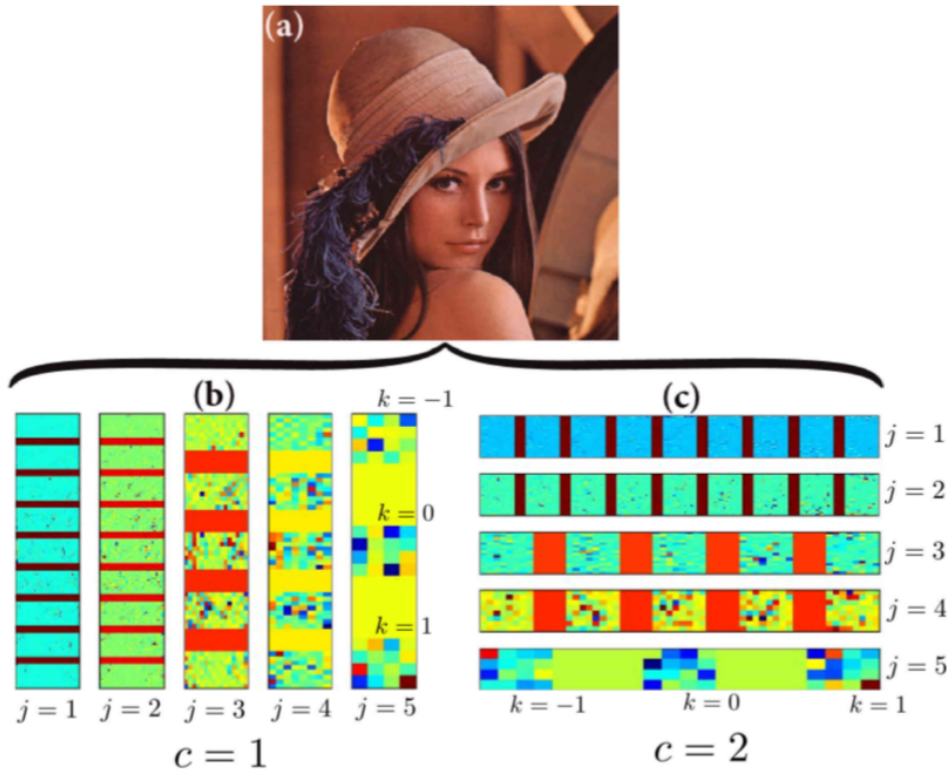 (a)
(b)
(c)
k = −1
k = 0
k = 1
j = 1
j = 2
j = 3
j = 4
j = 5
c = 1
j = 1
j = 2
j = 3
j = 4
j = 5
k = −1
k = 0
k = 1
c = 2